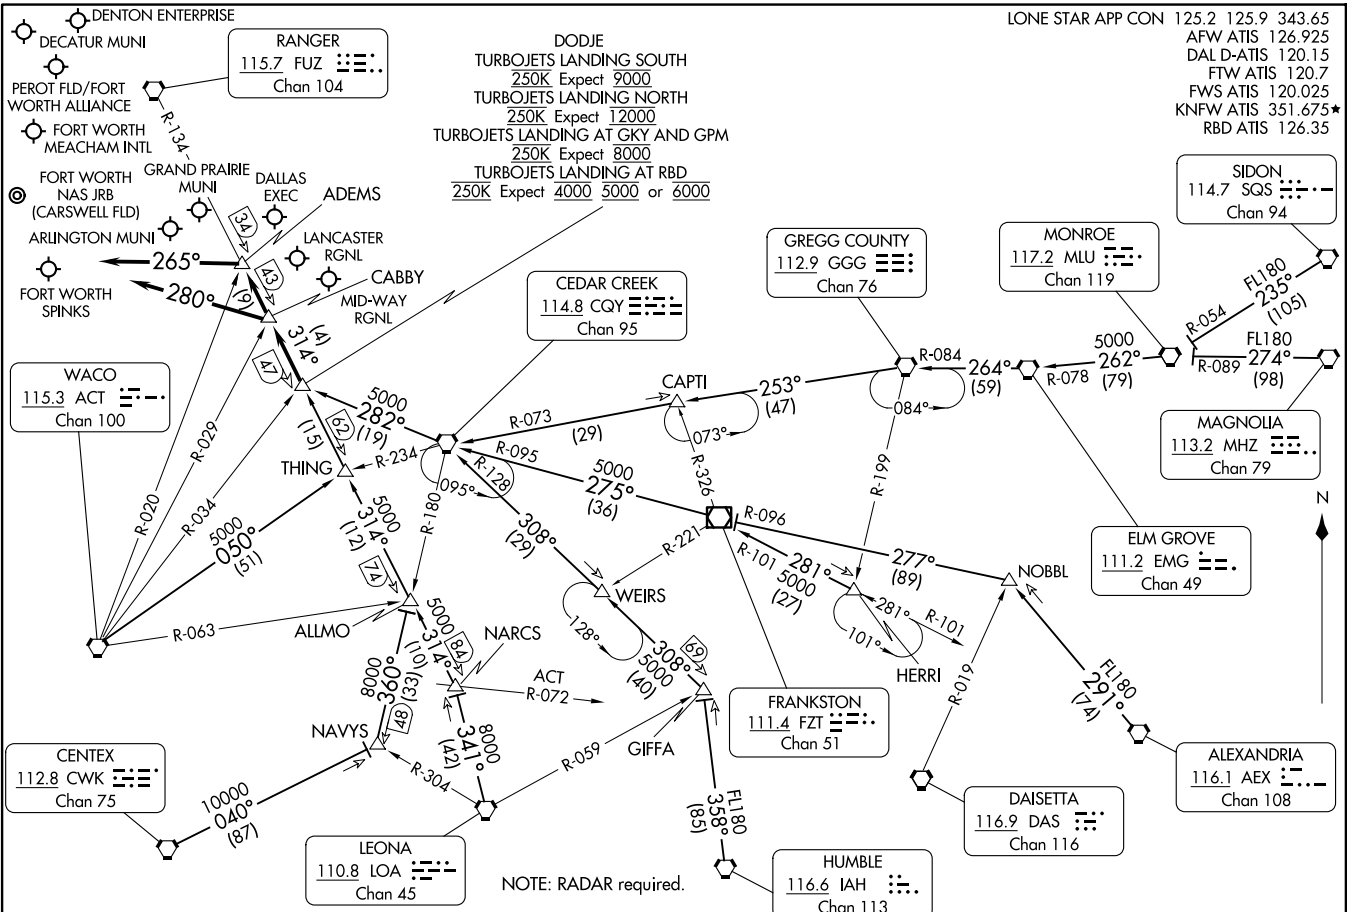 DENTON ENTERPRISE
DECATUR MUNI
PEROT FLD/FORT
WORTH ALLIANCE
FORT WORTH
MEACHAM INTL
FORT WORTH
NAS JRB
(CARSWELL FLD)
GRAND PRAIRIE
MUNI
DALLAS
EXEC
ADEMS
ARLINGTON MUNI
LANCASTER
RGNL
CABBY
FORT WORTH
SPINKS
MID-WAY
RGNL
RANGER
115.7 FUZ
Chan 104
R-134
DODJE
TURBOJETS LANDING SOUTH
250K Expect 9000
TURBOJETS LANDING NORTH
250K Expect 12000
TURBOJETS LANDING AT GKY AND GPM
250K Expect 8000
TURBOJETS LANDING AT RBD
250K Expect 4000 5000 or 6000
LONE STAR APP CON 125.2 125.9 343.65
AFW ATIS 126.925
DAL D-ATIS 120.15
FTW ATIS 120.7
FWS ATIS 120.025
KNFW ATIS 351.675★
RBD ATIS 126.35
SIDON
114.7 SQS
Chan 94
MONROE
117.2 MLU
Chan 119
GREGG COUNTY
112.9 GGG
Chan 76
CEDAR CREEK
114.8 CQY
Chan 95
WACO
115.3 ACT
Chan 100
MAGNOLIA
113.2 MHZ
Chan 79
ELM GROVE
111.2 EMG
Chan 49
34
265°
43
(9)
280°
(4)
314°
47
FL180
235°
(105)
R-054
FL180
274°
(98)
R-089
5000
262°
(79)
R-078
R-084
264°
(59)
084°
CAPTI
253°
(47)
073°
R-073
(29)
5000
282°
(19)
62
(15)
R-234
THING
R-020
R-029
R-034
5000
050°
(51)
R-063
R-095
R-128
095°
R-180
5000
275°
(36)
R-326
R-199
R-096
277°
(89)
NOBBL
R-221
R-101
5000
(27)
281°
281°
R-101
101°
HERRI
308°
(29)
WEIRS
128°
5000
314°
(12)
74
ALLMO
5000
314°
(10)
84
NARCS
ACT
R-072
308°
5000
(40)
69
GIFFA
8000
360°
(33)
48
NAVYS
8000
341°
(42)
R-304
R-059
R-019
FL180
291°
(74)
FRANKSTON
111.4 FZT
Chan 51
CENTEX
112.8 CWK
Chan 75
10000
040°
(87)
LEONA
110.8 LOA
Chan 45
FL180
358°
(85)
DAISETTA
116.9 DAS
Chan 116
ALEXANDRIA
116.1 AEX
Chan 108
HUMBLE
116.6 IAH
Chan 113
NOTE: RADAR required.
N